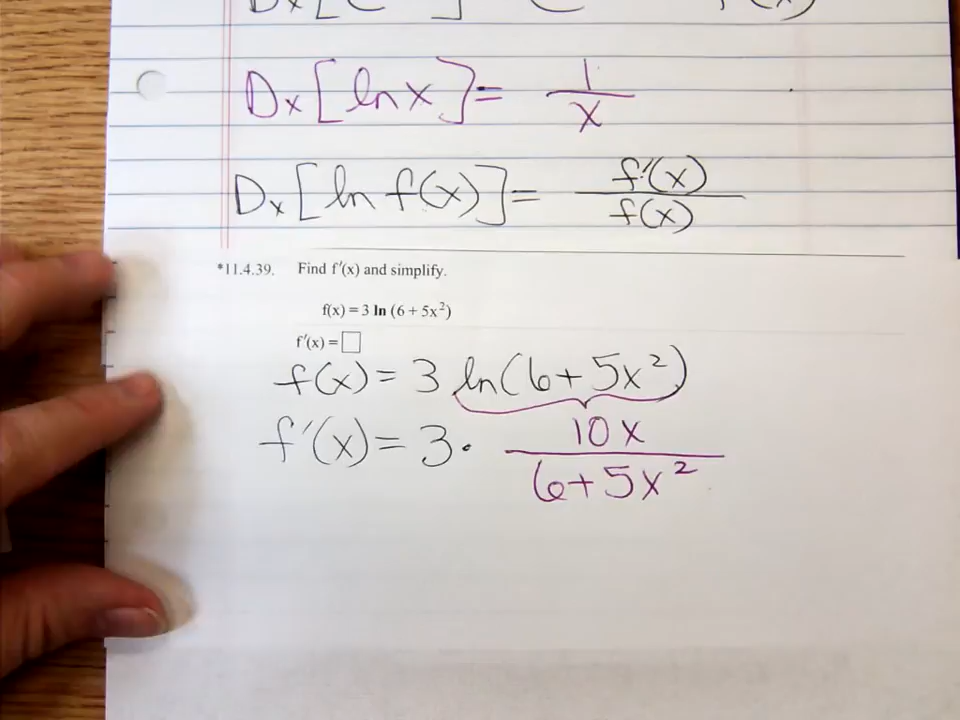 Dx [ln x] = 1/x
Dx [ln f(x)] = f'(x)/f(x)
*11.4.39. Find f'(x) and simplify.
f(x) = 3 ln (6 + 5x²)
f'(x) =
f(x) = 3 ln(6 + 5x²)
f'(x) = 3 · 10x/6+5x²